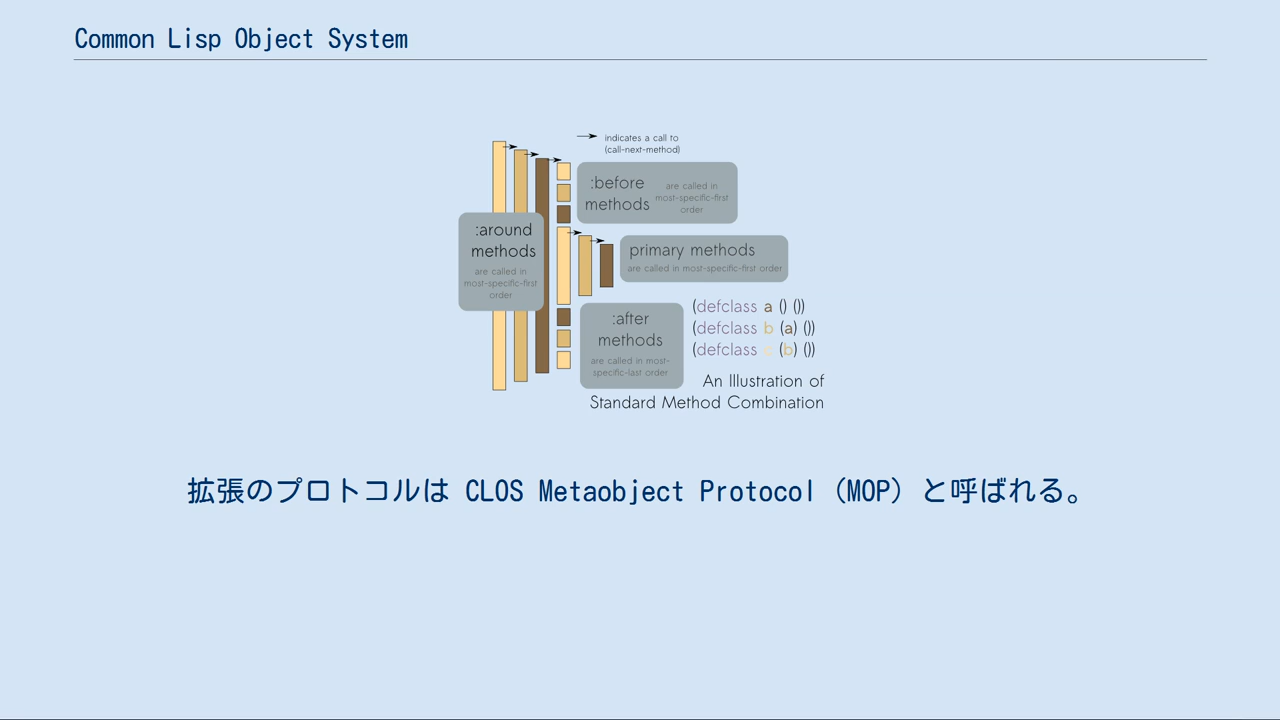 Common Lisp Object System
indicates a call to
(call-next-method)
:before
methods
are called in
most-specific-first
order
:around
methods
are called in
most-specific-first
order
primary methods
are called in most-specific-first order
:after
methods
are called in most-
specific-last order
(defclass a () ())
(defclass b (a) ())
(defclass c (b) ())
An Illustration of
Standard Method Combination
拡張のプロトコルは CLOS Metaobject Protocol（MOP）と呼ばれる。